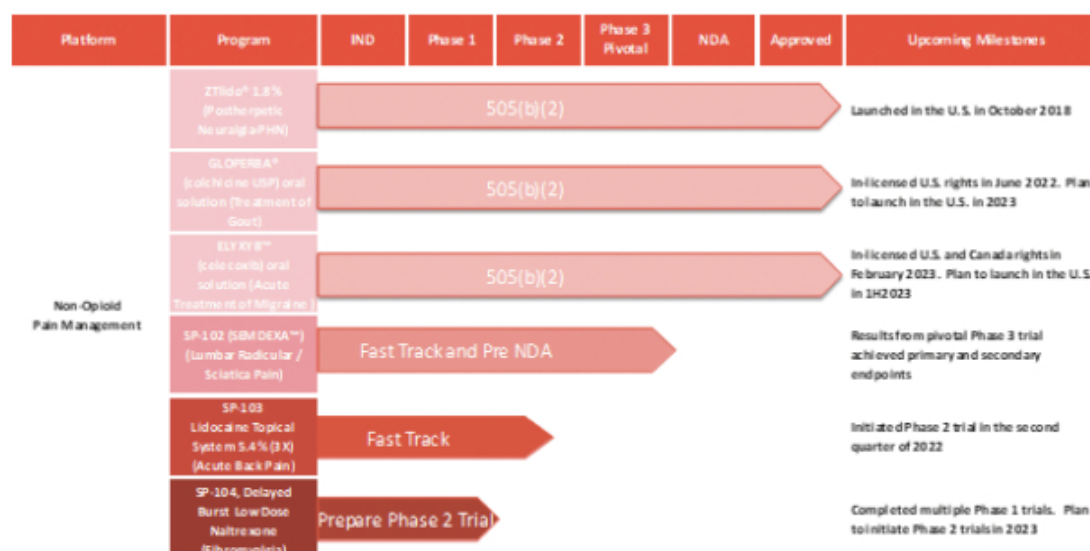 Platform
Program
IND
Phase 1
Phase 2
Phase 3
Pivotal
NDA
Approved
Upcoming Milestones
Non-Opioid
Pain Management
ZTlido® 1.8%
(Postherpetic
Neuralgia-PHN)
505(b)(2)
Launched in the U.S. in October 2018
GLOPERBA®
(colchicine USP) oral
solution (Treatment of
Gout)
505(b)(2)
In-licensed U.S. rights in June 2022. Plan
to launch in the U.S. in 2023
ELYXYB™
(celecoxib) oral
solution (Acute
Treatment of Migraine)
505(b)(2)
In-licensed U.S. and Canada rights in
February 2023. Plan to launch in the U.S.
in 1H2023
SP-102 (SEMDEXA™)
(Lumbar Radicular /
Sciatica Pain)
Fast Track and Pre NDA
Results from pivotal Phase 3 trial
achieved primary and secondary
endpoints
SP-103
Lidocaine Topical
System 5.4% (3X)
(Acute Back Pain)
Fast Track
Initiated Phase 2 trial in the second
quarter of 2022
SP-104, Delayed
Burst Low Dose
Naltrexone
(Fibromyalgia)
Prepare Phase 2 Trial
Completed multiple Phase 1 trials. Plan
to initiate Phase 2 trials in 2023